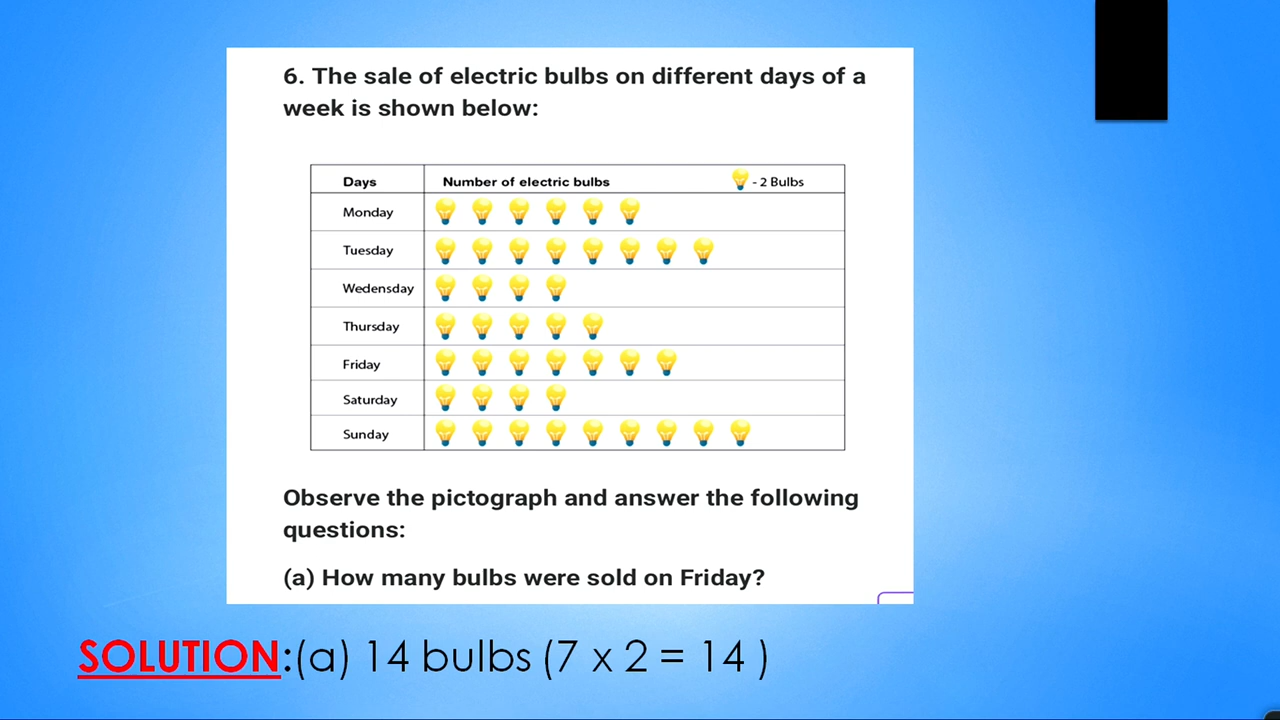 6. The sale of electric bulbs on different days of a
week is shown below:
Days Number of electric bulbs - 2 Bulbs
Monday
Tuesday
Wedensday
Thursday
Friday
Saturday
Sunday
Observe the pictograph and answer the following
questions:
(a) How many bulbs were sold on Friday?
SOLUTION:(a) 14 bulbs (7 x 2 = 14 )